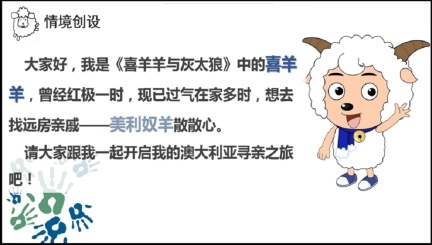 情境创设
大家好，我是《喜羊羊与灰太狼》中的喜羊
羊，曾经红极一时，现已过气在家多时，想去
找远房亲戚——美利奴羊散散心。
请大家跟我一起开启我的澳大利亚寻亲之旅
吧！